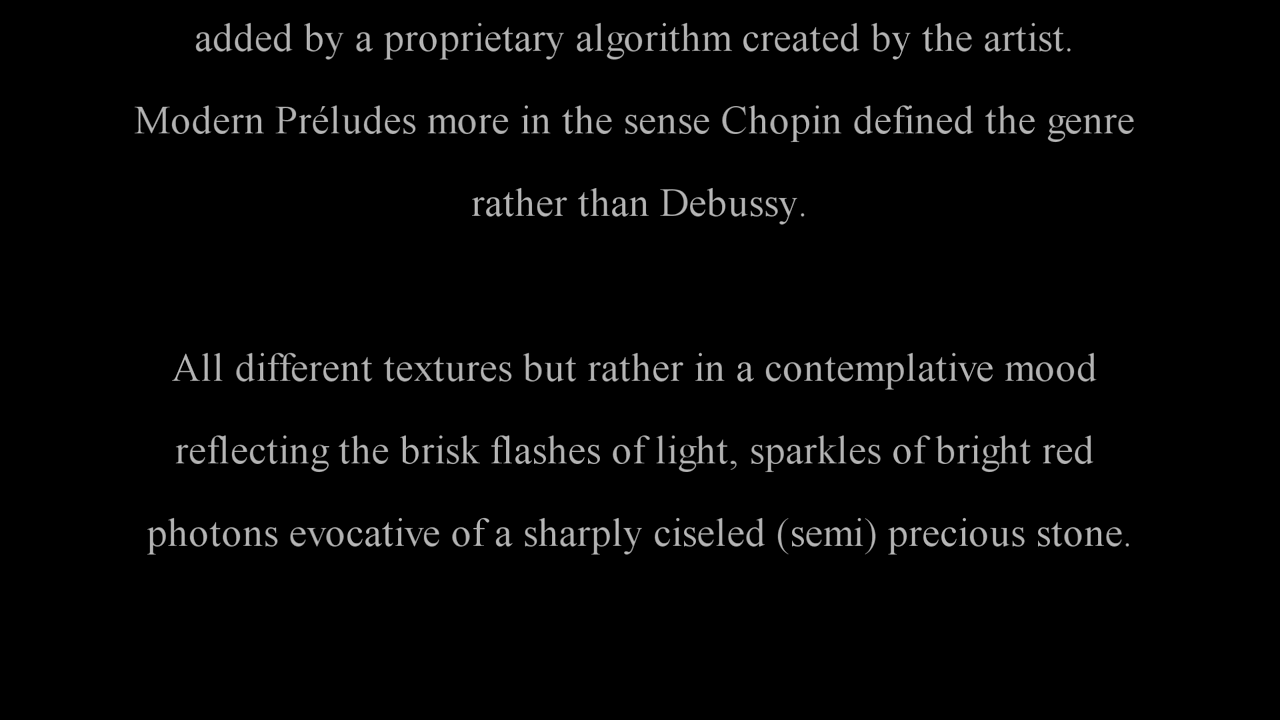 added by a proprietary algorithm created by the artist.
Modern Préludes more in the sense Chopin defined the genre
rather than Debussy.
All different textures but rather in a contemplative mood
reflecting the brisk flashes of light, sparkles of bright red
photons evocative of a sharply ciseled (semi) precious stone.